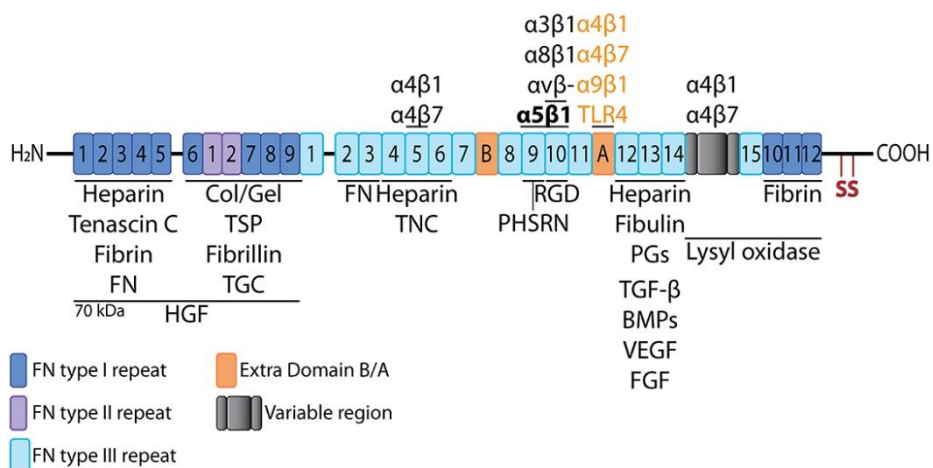 α3β1 α4β1
α8β1 α4β7
α4β1 αvβ- α9β1 α4β1
α4β7 α5β1 TLR4 α4β7
H₂N 1 2 3 4 5 6 1 2 7 8 9 1 2 3 4 5 6 7 B 8 9 10 11 A 12 13 14 15 10 11 12 COOH
Heparin Col/Gel FN Heparin RGD Heparin Fibrin SS
Tenascin C TSP TNC PHSRN Fibulin
Fibrin Fibrillin PGs Lysyl oxidase
FN TGC TGF-β
70 kDa HGF BMPs
VEGF
FGF
FN type I repeat Extra Domain B/A
FN type II repeat Variable region
FN type III repeat